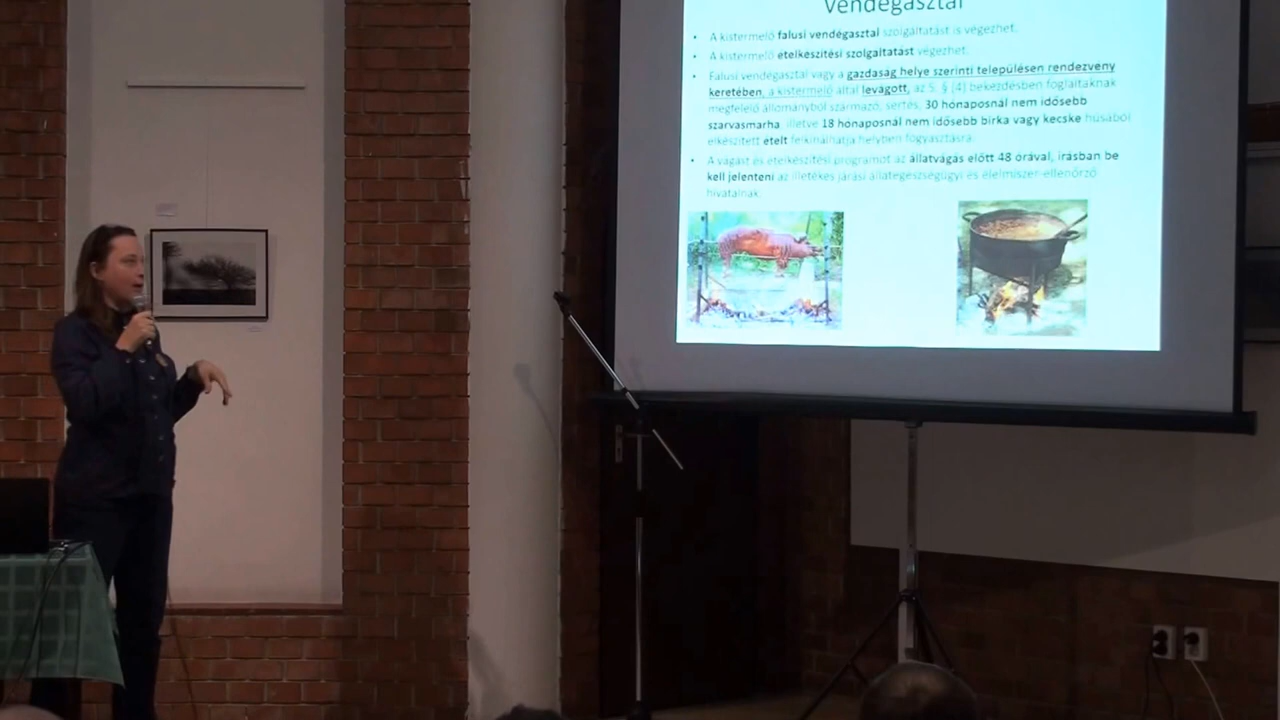 Vendégasztal
• A kistermelő falusi vendégasztal szolgáltatást is végezhet.
• A kistermelő ételkészítési szolgáltatást végezhet.
• Falusi vendégasztal vagy a gazdaság helye szerinti településen rendezvény
keretében, a kistermelő által levágott, az 5. § (4) bekezdésben foglaltaknak
megfelelő állományból származó, sertés, 30 hónaposnál nem idősebb
szarvasmarha, illetve 18 hónaposnál nem idősebb birka vagy kecske húsából
elkészített ételt felkínálhatja helyben fogyasztásra.
• A vágást és ételkészítési programot az állatvágás előtt 48 órával, írásban be
kell jelenteni az illetékes járási állategészségügyi és élelmiszer-ellenőrző
hivatalnak.